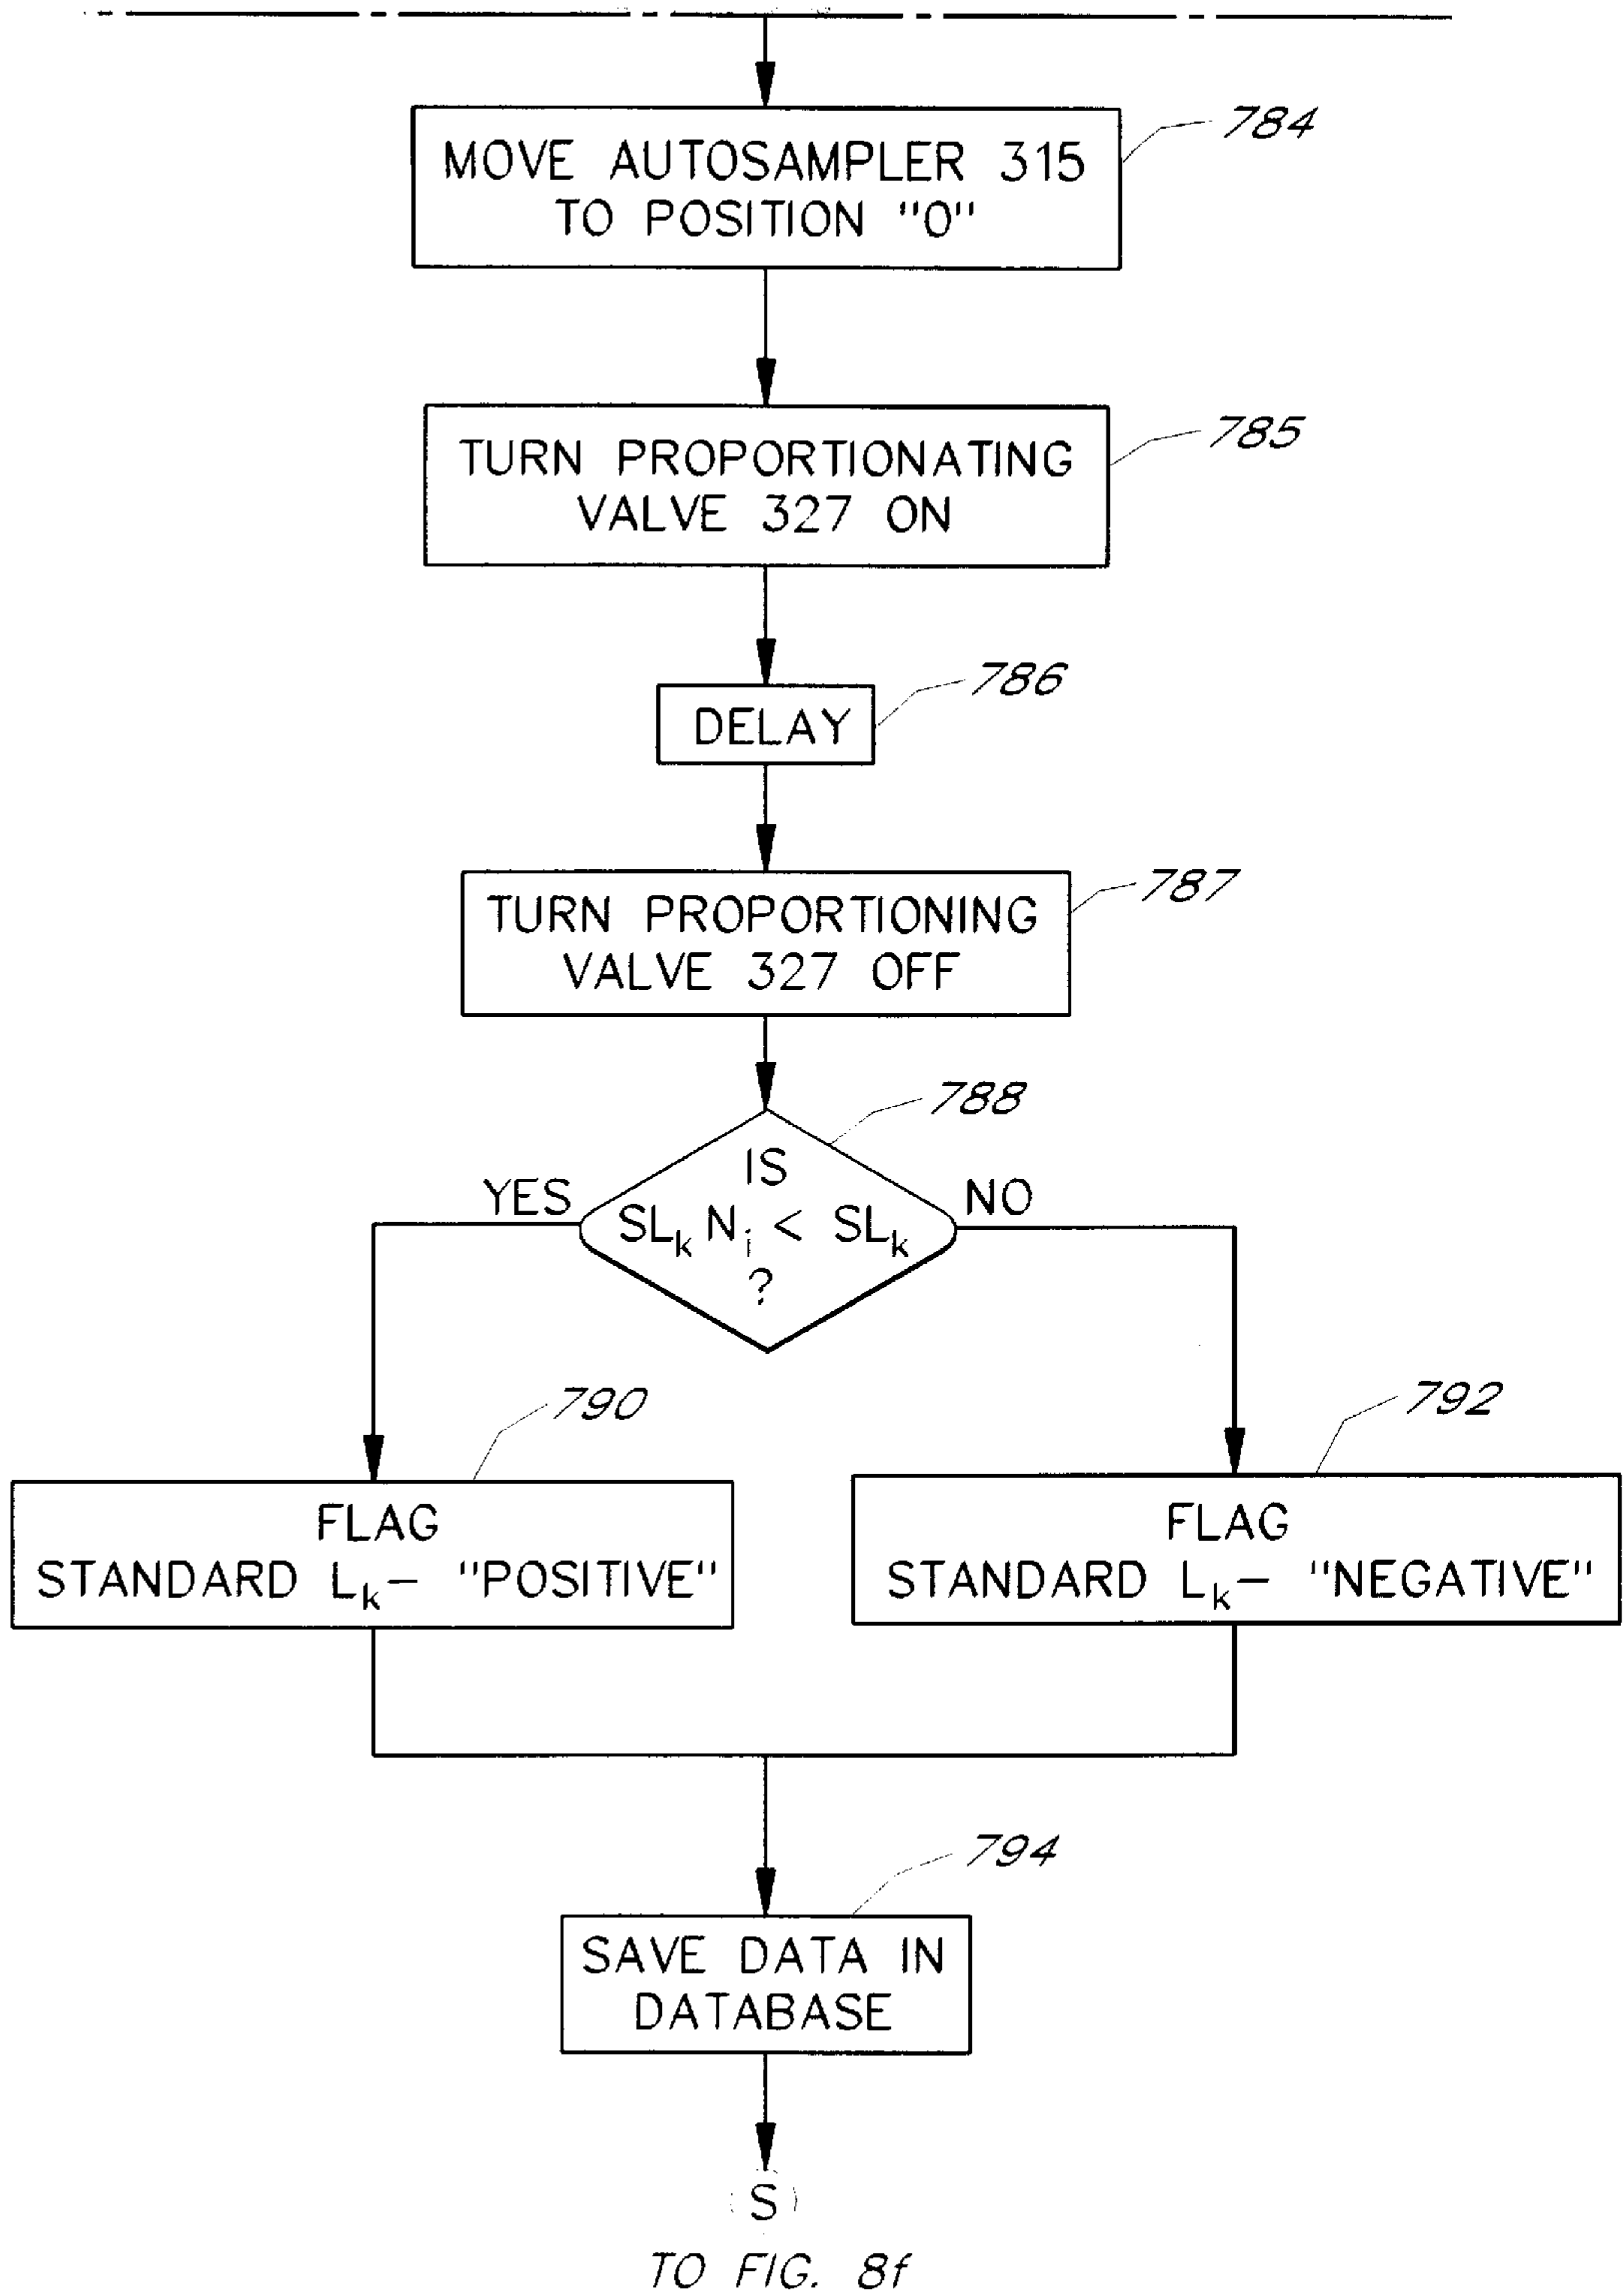 784
MOVE AUTOSAMPLER 315
TO POSITION "0"
785
TURN PROPORTIONATING
VALVE 327 ON
786
DELAY
787
TURN PROPORTIONING
VALVE 327 OFF
788
IS
YES
NO
SLₖ Nᵢ < SLₖ
?
790
792
FLAG
STANDARD Lₖ– "POSITIVE"
FLAG
STANDARD Lₖ– "NEGATIVE"
794
SAVE DATA IN
DATABASE
S
TO FIG. 8f